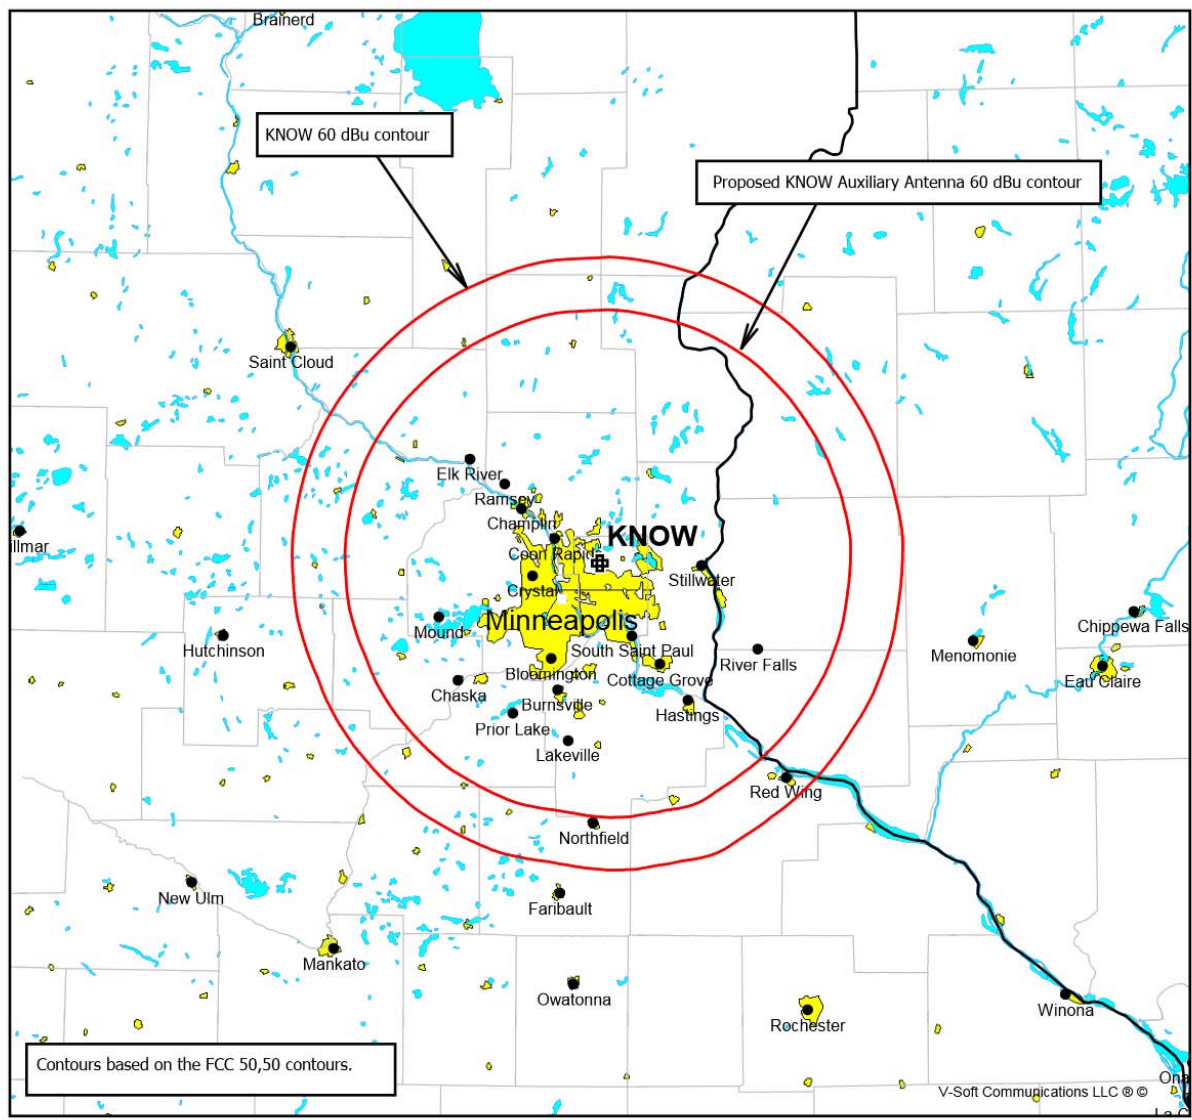 Brainerd
KNOW 60 dBu contour
Proposed KNOW Auxiliary Antenna 60 dBu contour
Saint Cloud
Elk River
Ramsey
Champlin
KNOW
illmar
Coon Rapid
Stillwater
Crystal
Minneapolis
Mound
Chippewa Falls
Hutchinson
South Saint Paul
Menomonie
River Falls
Bloomington
Cottage Grove
Eau Claire
Chaska
Burnsville
Hastings
Prior Lake
Lakeville
Red Wing
Northfield
New Ulm
Faribault
Mankato
Owatonna
Winona
Rochester
Contours based on the FCC 50,50 contours.
Ona
V-Soft Communications LLC ® ©